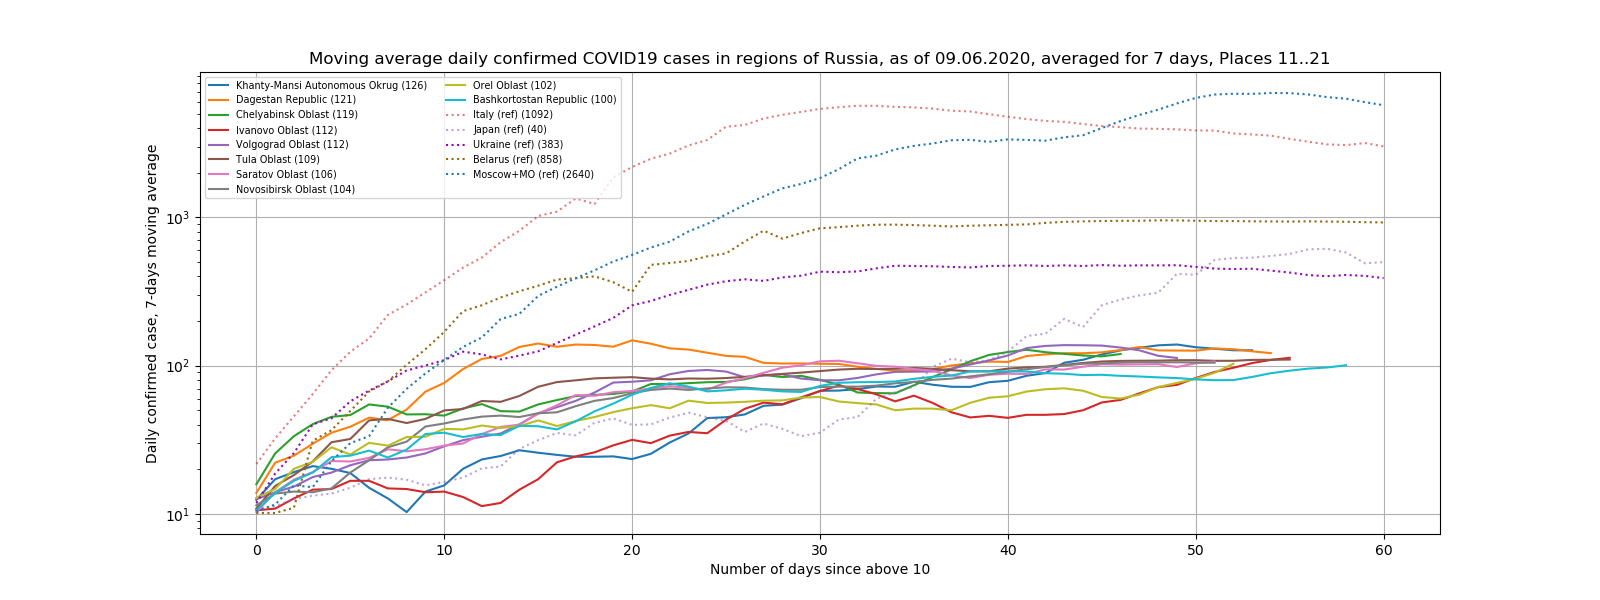 Moving average daily confirmed COVID19 cases in regions of Russia, as of 09.06.2020, averaged for 7 days, Places 11..21
Khanty-Mansi Autonomous Okrug (126)
Dagestan Republic (121)
Chelyabinsk Oblast (119)
Ivanovo Oblast (112)
Volgograd Oblast (112)
Tula Oblast (109)
Saratov Oblast (106)
Novosibirsk Oblast (104)
Orel Oblast (102)
Bashkortostan Republic (100)
Italy (ref) (1092)
Japan (ref) (40)
Ukraine (ref) (383)
Belarus (ref) (858)
Moscow+MO (ref) (2640)
Daily confirmed case, 7-days moving average
10³
10²
10¹
0 10 20 30 40 50 60
Number of days since above 10